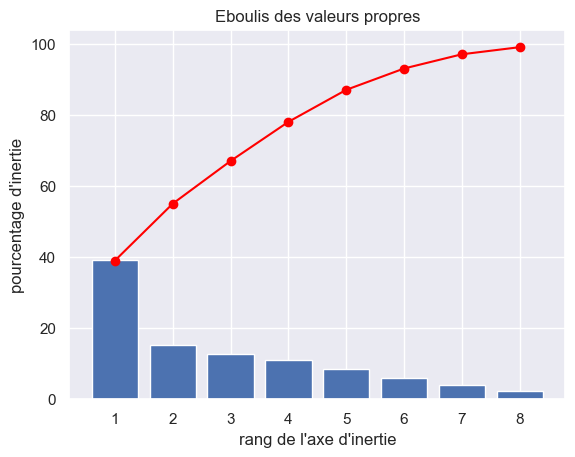 Eboulis des valeurs propres
100
80
60
40
20
0
pourcentage d'inertie
1 2 3 4 5 6 7 8
rang de l'axe d'inertie